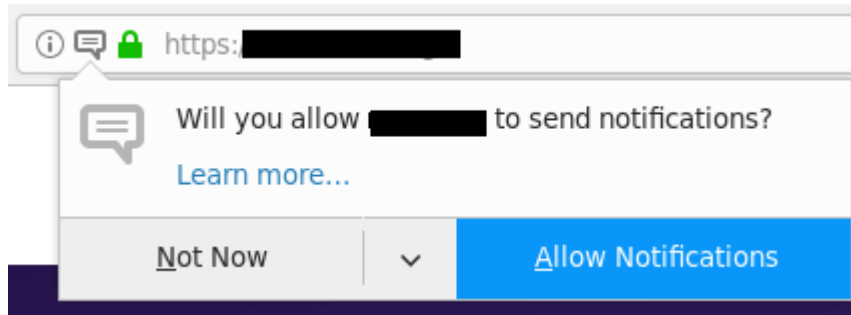 https:/
Will you allow to send notifications?
Learn more...
Not Now
Allow Notifications